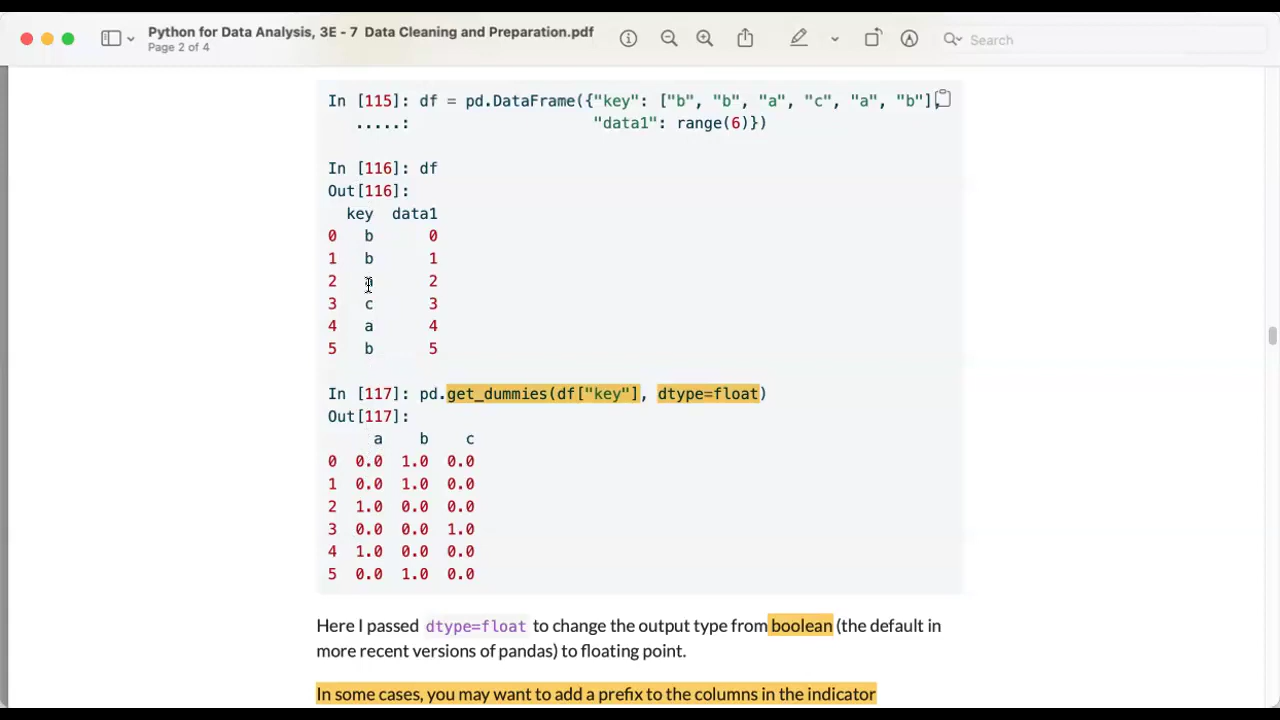 Python for Data Analysis, 3E - 7 Data Cleaning and Preparation.pdf
Page 2 of 4
Search
In [115]: df = pd.DataFrame({"key": ["b", "b", "a", "c", "a", "b"],
.....: "data1": range(6)})
In [116]: df
Out[116]:
key data1
0 b 0
1 b 1
2 a 2
3 c 3
4 a 4
5 b 5
In [117]: pd.get_dummies(df["key"], dtype=float)
Out[117]:
a b c
0 0.0 1.0 0.0
1 0.0 1.0 0.0
2 1.0 0.0 0.0
3 0.0 0.0 1.0
4 1.0 0.0 0.0
5 0.0 1.0 0.0
Here I passed dtype=float to change the output type from boolean (the default in
more recent versions of pandas) to floating point.
In some cases, you may want to add a prefix to the columns in the indicator